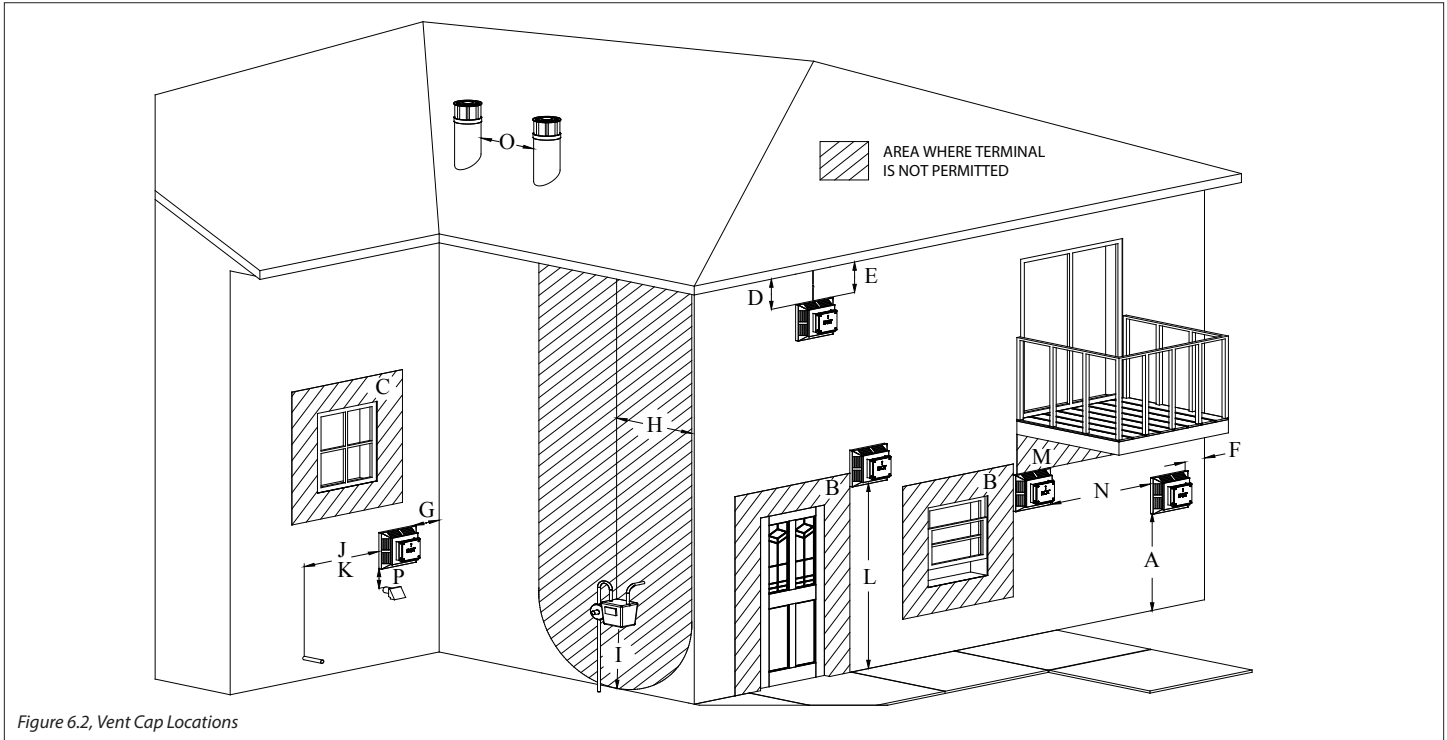 O
AREA WHERE TERMINAL
IS NOT PERMITTED
D
E
C
H
F
B
B
M
N
G
J
K
P
L
A
I
Figure 6.2, Vent Cap Locations